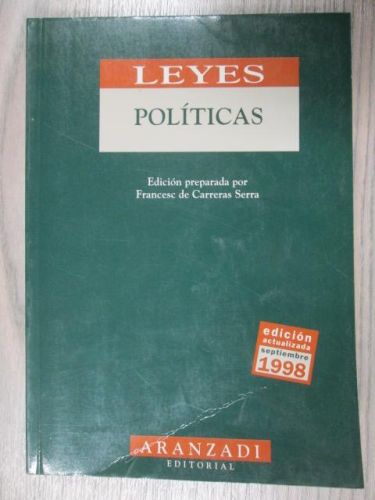 LEYES
POLÍTICAS
Edición preparada por
Francesc de Carreras Serra
edición
actualizada
septiembre
1998
ARANZADI
EDITORIAL